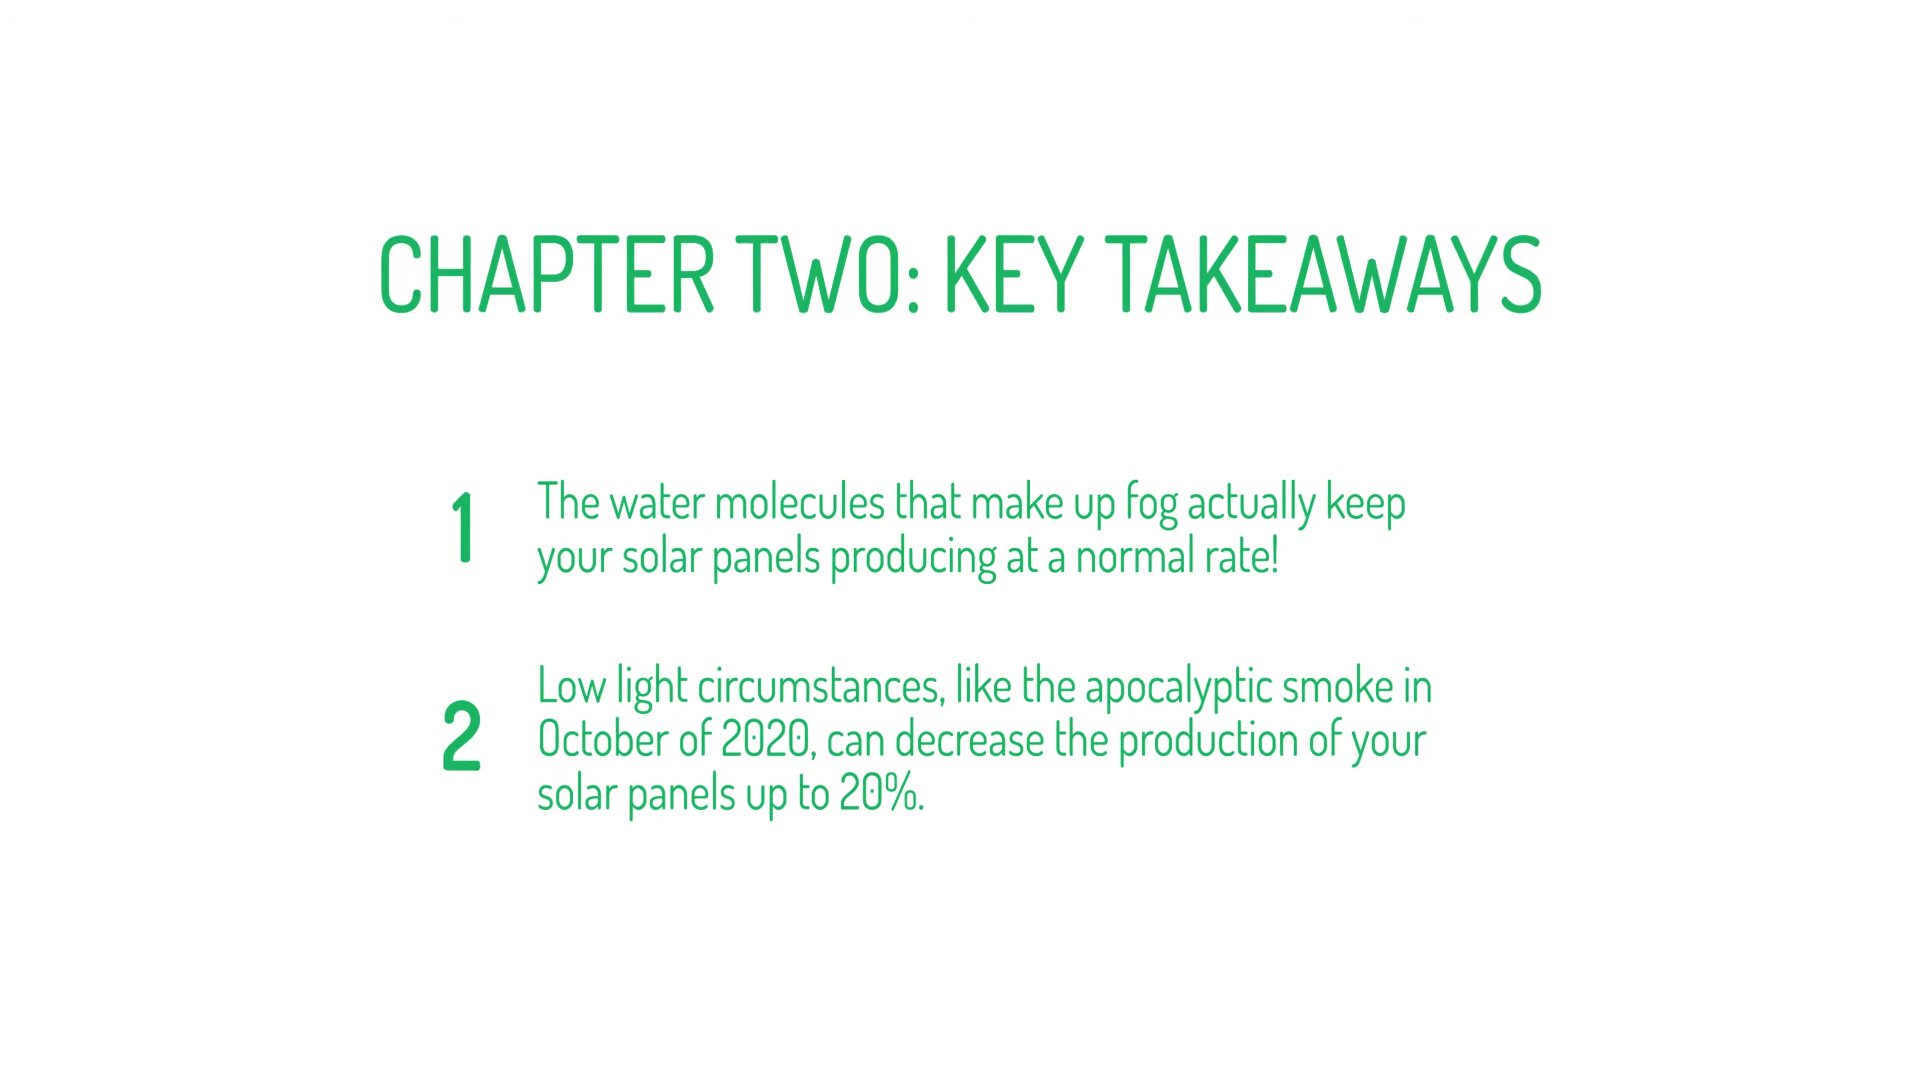 CHAPTER TWO: KEY TAKEAWAYS
1
The water molecules that make up fog actually keep
your solar panels producing at a normal rate!
2
Low light circumstances, like the apocalyptic smoke in
October of 2020, can decrease the production of your
solar panels up to 20%.